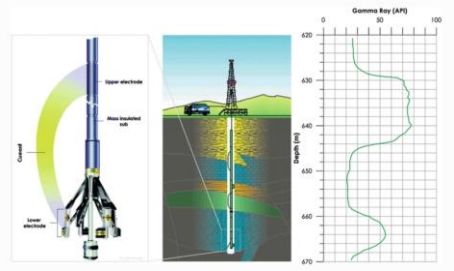 Gamma Ray (API)
0 50 100
620
630
640
650
660
670
Depth (m)
Upper electrode
Mass insulated
sub
Current
Lower
electrode